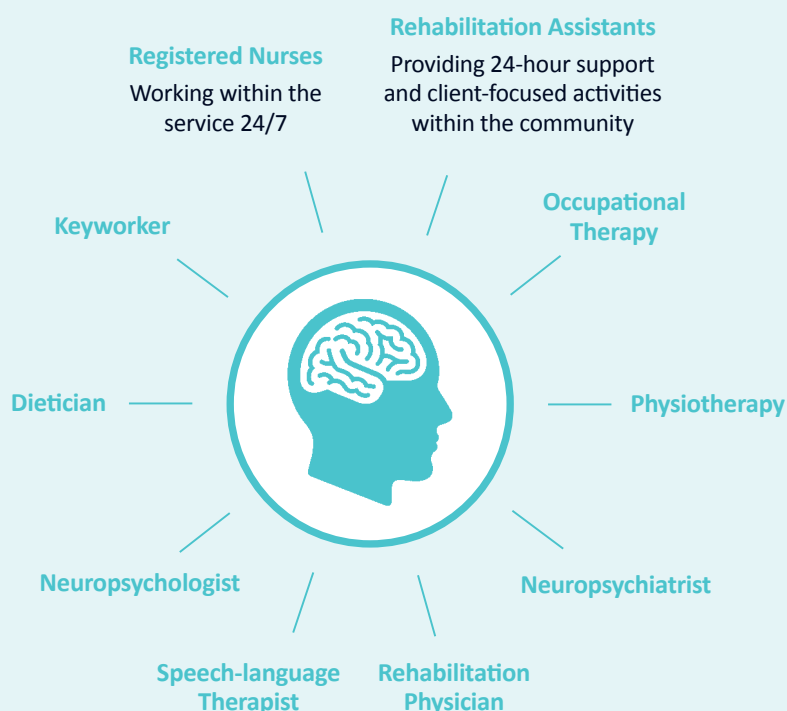 Rehabilitation Assistants
Providing 24-hour support
and client-focused activities
within the community
Registered Nurses
Working within the
service 24/7
Occupational
Therapy
Keyworker
Dietician
Physiotherapy
Neuropsychologist
Neuropsychiatrist
Speech-language
Therapist
Rehabilitation
Physician